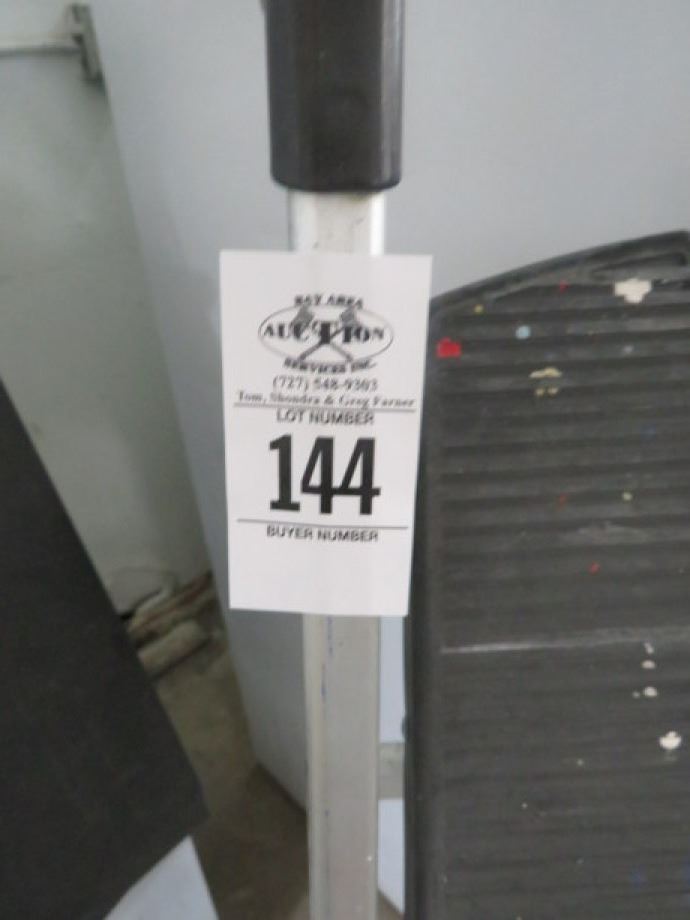 BAY AREA
AUCTION
SERVICES INC.
(727) 548-9303
Tom, Shondra & Greg Farner
LOT NUMBER
144
BUYER NUMBER